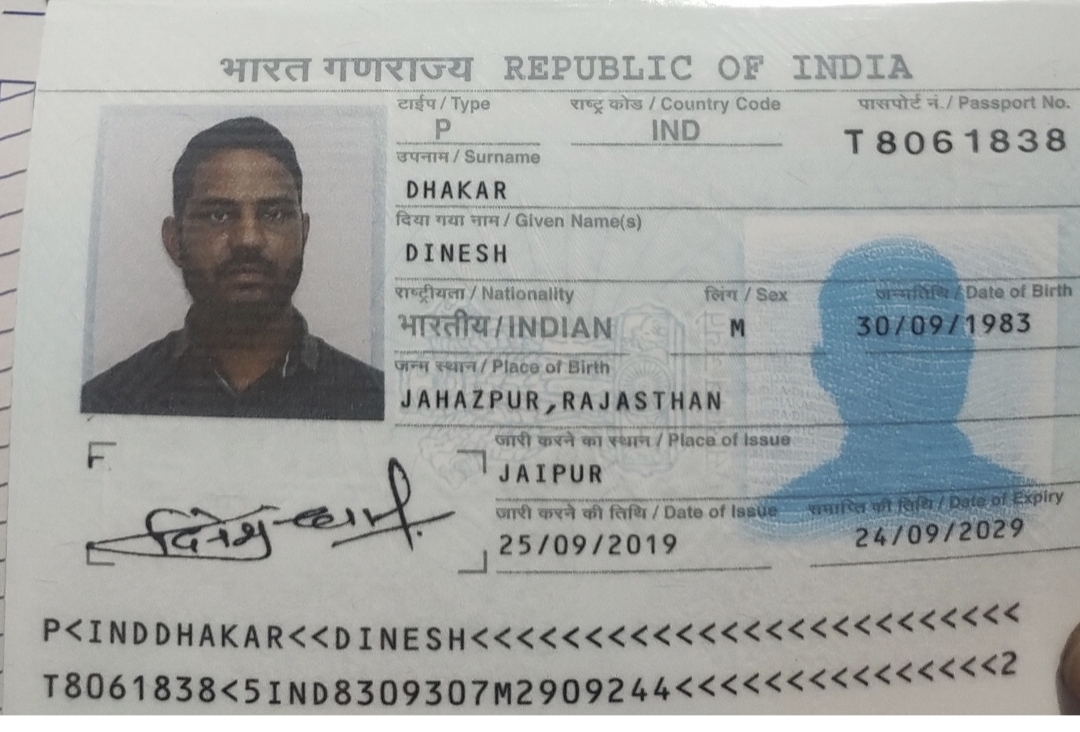 भारत गणराज्य REPUBLIC OF INDIA
टाईप / Type राष्ट्र कोड / Country Code पासपोर्ट नं. / Passport No.
P IND T8061838
उपनाम / Surname
DHAKAR
दिया गया नाम / Given Name(s)
DINESH
राष्ट्रीयता / Nationality लिंग / Sex जन्मतिथि / Date of Birth
भारतीय / INDIAN M 30/09/1983
जन्म स्थान / Place of Birth
JAHAZPUR,RAJASTHAN
जारी करने का स्थान / Place of Issue
JAIPUR
जारी करने की तिथि / Date of Issue समाप्ति की तिथि / Date of Expiry
25/09/2019 24/09/2029
P<INDDHAKAR<<DINESH<<<<<<<<<<<<<<<<<<<<<<<<<
T8061838<5IND8309307M2909244<<<<<<<<<<<<<<<2